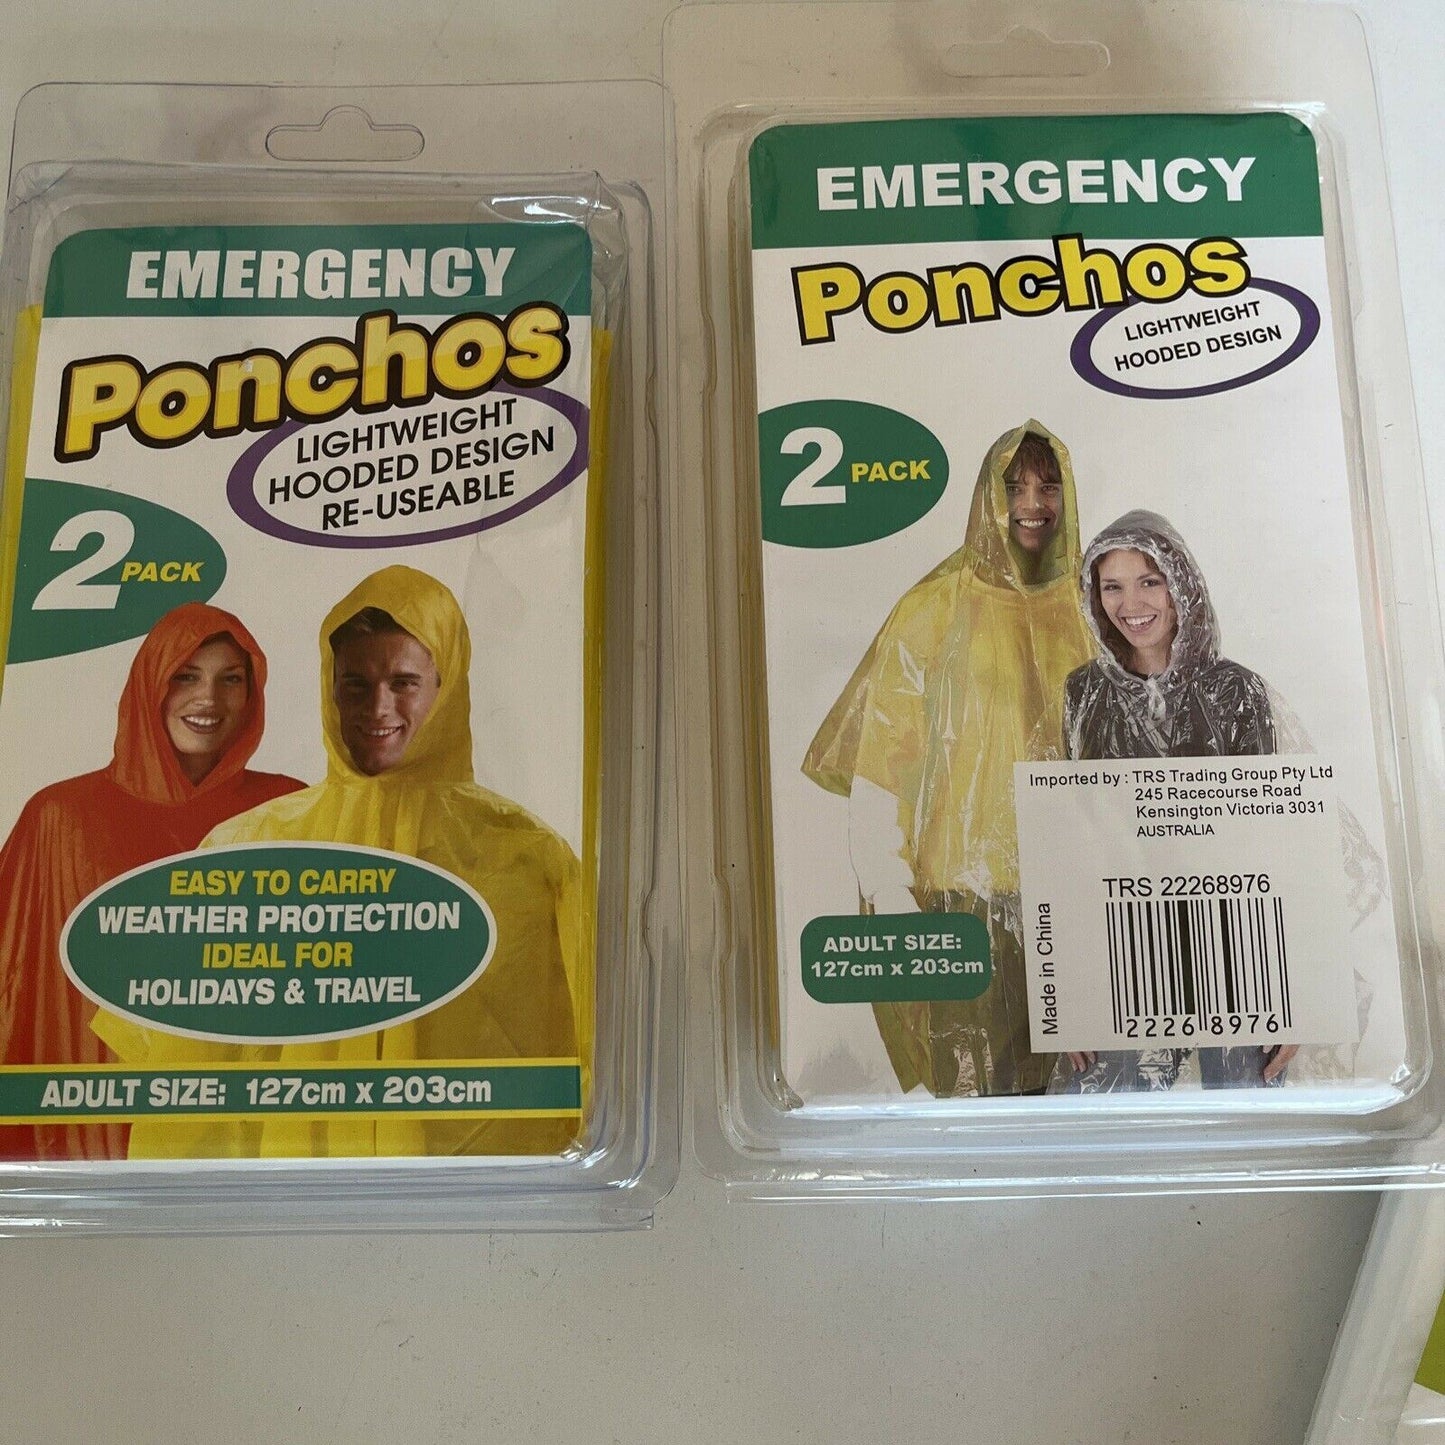 EMERGENCY
Ponchos
LIGHTWEIGHT
HOODED DESIGN
RE-USEABLE
2 PACK
EASY TO CARRY
WEATHER PROTECTION
IDEAL FOR
HOLIDAYS & TRAVEL
ADULT SIZE: 127cm x 203cm
EMERGENCY
Ponchos
LIGHTWEIGHT
HOODED DESIGN
2 PACK
ADULT SIZE:
127cm x 203cm
Imported by : TRS Trading Group Pty Ltd
245 Racecourse Road
Kensington Victoria 3031
AUSTRALIA
TRS 22268976
Made in China
2226 8976